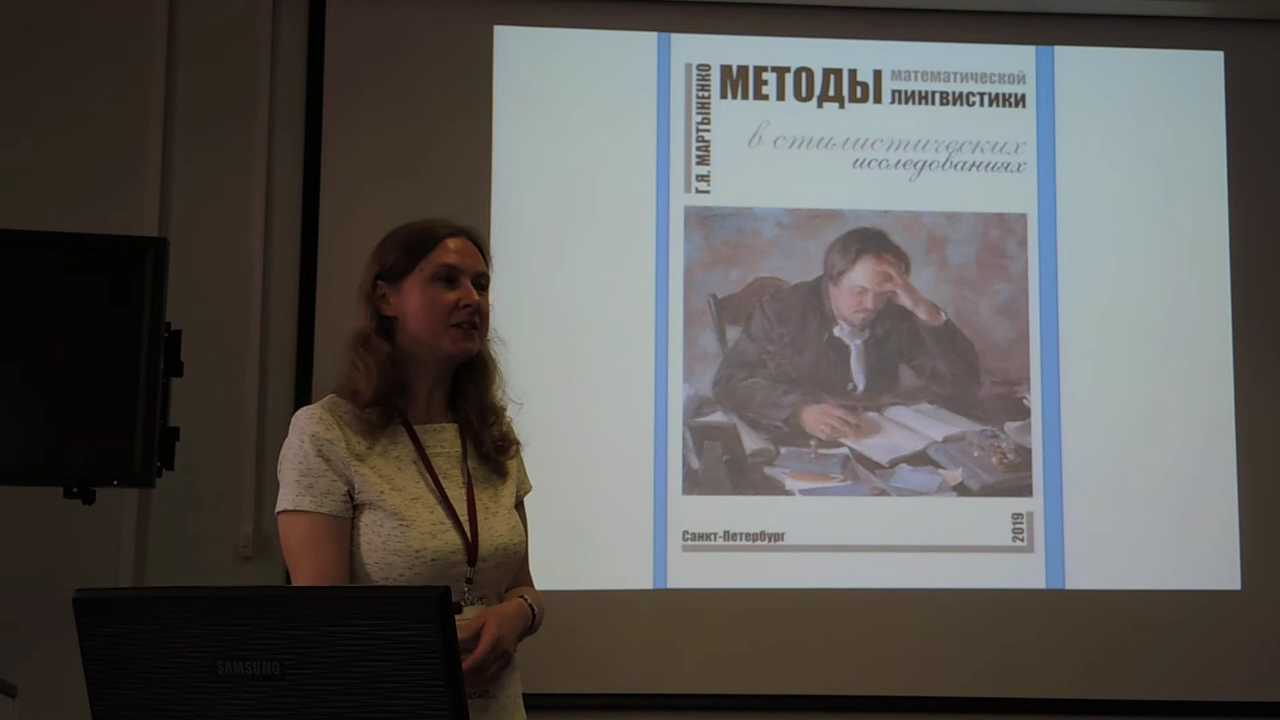 Г.Я. МАРТЫНЕНКО
МЕТОДЫ
математической
ЛИНГВИСТИКИ
в стилистических
исследованиях
Санкт-Петербург
2019
SAMSUNG